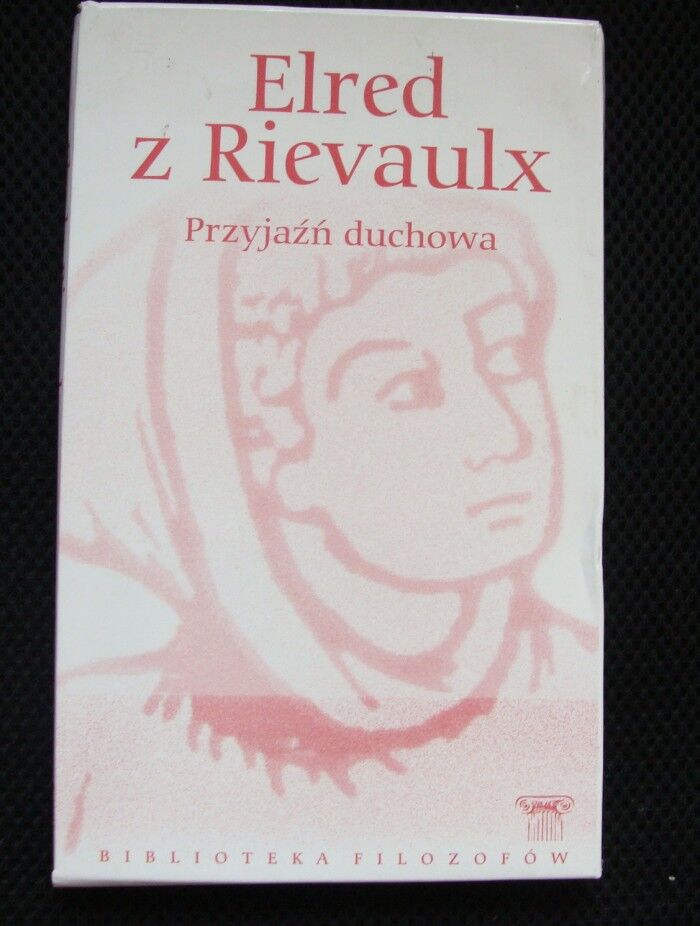 Elred
z Rievaulx
Przyjaźń duchowa
BIBLIOTEKA FILOZOFÓW